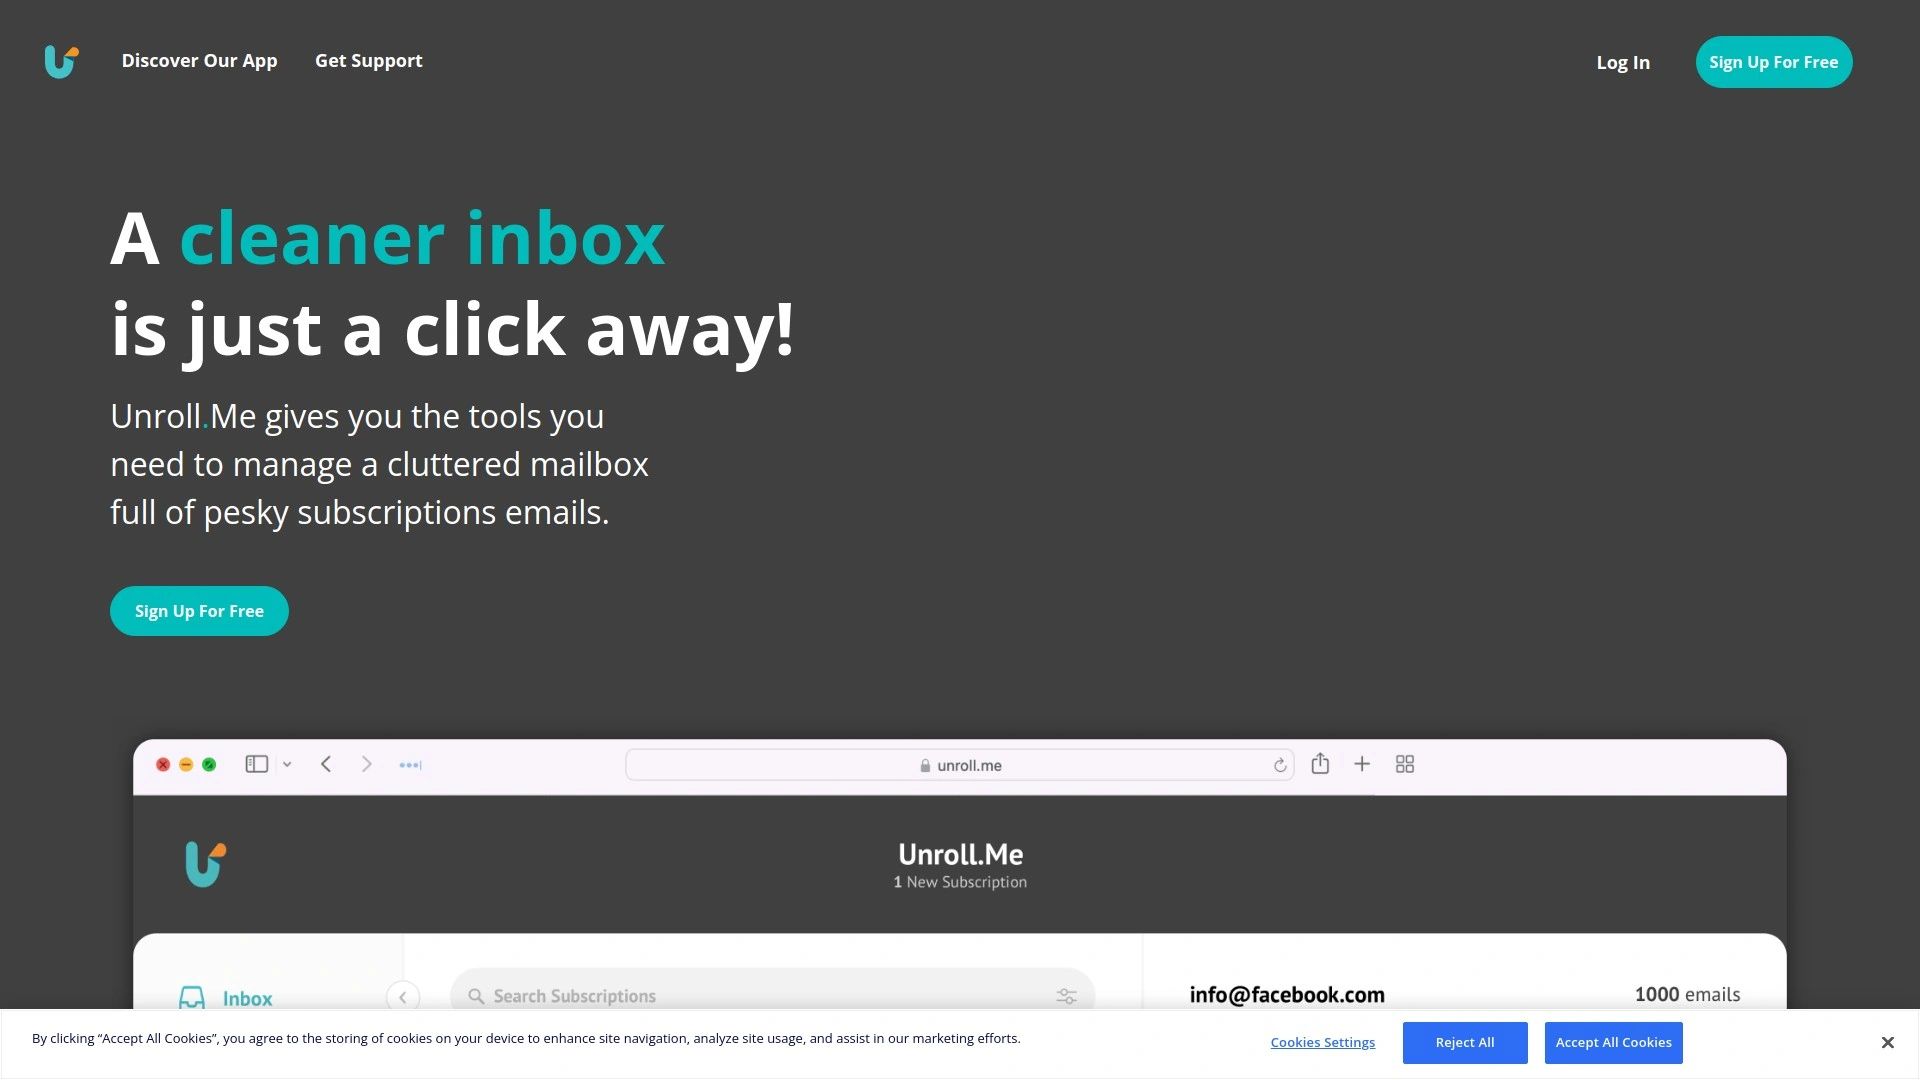 Discover Our App
Get Support
Log In
Sign Up For Free
A cleaner inbox
is just a click away!
Unroll.Me gives you the tools you
need to manage a cluttered mailbox
full of pesky subscriptions emails.
Sign Up For Free
unroll.me
Unroll.Me
1 New Subscription
Inbox
Search Subscriptions
info@facebook.com
1000 emails
By clicking “Accept All Cookies”, you agree to the storing of cookies on your device to enhance site navigation, analyze site usage, and assist in our marketing efforts.
Cookies Settings
Reject All
Accept All Cookies